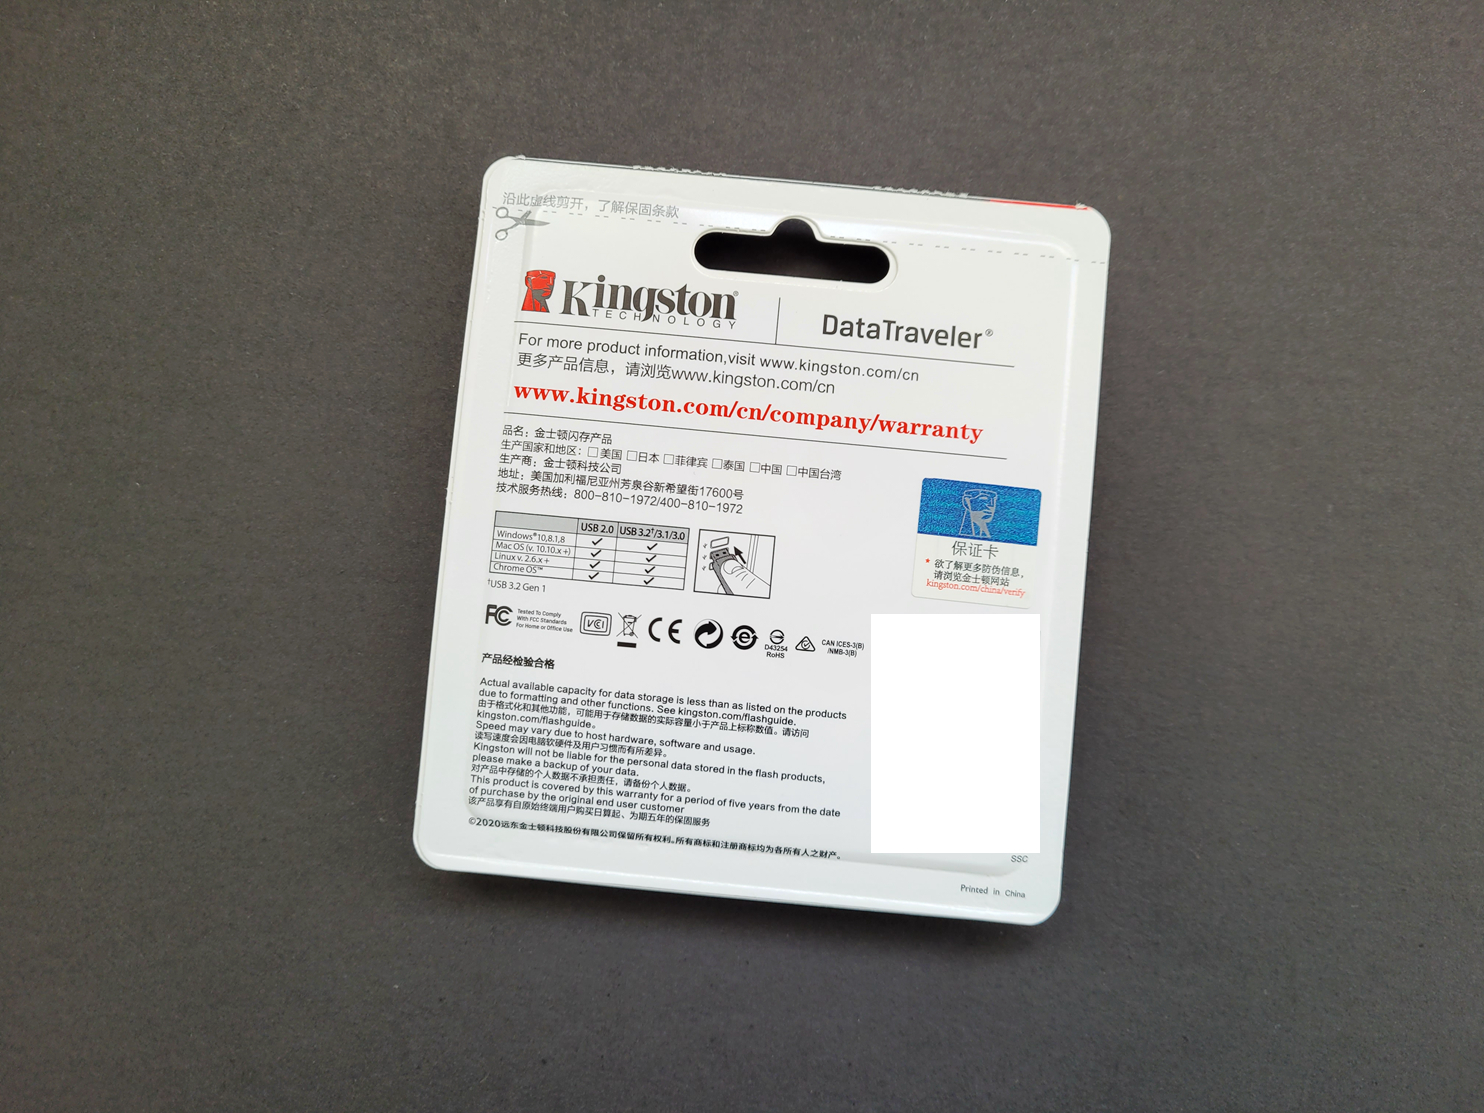 沿此虚线剪开，了解保固条款
Kingston®
TECHNOLOGY
DataTraveler®
For more product information,visit www.kingston.com/cn
更多产品信息，请浏览www.kingston.com/cn
www.kingston.com/cn/company/warranty
品名：金士顿闪存产品
生产国家和地区：□美国 □日本 □菲律宾 □泰国 □中国 □中国台湾
生产商：金士顿科技公司
地址：美国加利福尼亚州芳泉谷新希望街17600号
技术服务热线：800-810-1972/400-810-1972
USB 2.0 USB 3.2†/3.1/3.0
Windows®10,8.1,8 ✓ ✓
Mac OS (v. 10.10.x +) ✓ ✓
Linux v. 2.6.x + ✓ ✓
Chrome OS™ ✓ ✓
†USB 3.2 Gen 1
保证卡
* 欲了解更多防伪信息，
请浏览金士顿网站
kingston.com/china/verify
FC
Tested To Comply
With FCC Standards
For Home or Office Use
VCI
CE
e
D43254
RoHS
CAN ICES-3(B)
/NMB-3(B)
产品经检验合格
Actual available capacity for data storage is less than as listed on the products
due to formatting and other functions. See kingston.com/flashguide.
由于格式化和其他功能，可能用于存储数据的实际容量小于产品上标称数值。请访问
kingston.com/flashguide。
Speed may vary due to host hardware, software and usage.
读写速度会因电脑软硬件及用户习惯而有所差异。
Kingston will not be liable for the personal data stored in the flash products,
please make a backup of your data.
对产品中存储的个人数据不承担责任，请备份个人数据。
This product is covered by this warranty for a period of five years from the date
of purchase by the original end user customer
该产品享有自原始终端用户购买日算起、为期五年的保固服务
©2020远东金士顿科技股份有限公司保留所有权利。所有商标和注册商标均为各所有人之财产。
SSC
Printed in China